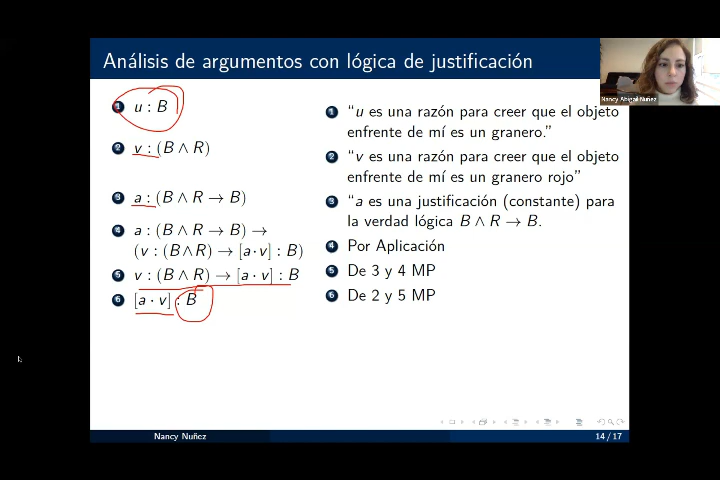 Análisis de argumentos con lógica de justificación
Nancy Abigail Nuñez
1 u : B
2 v : (B ∧ R)
3 a : (B ∧ R → B)
4 a : (B ∧ R → B) →
(v : (B ∧ R) → [a · v] : B)
5 v : (B ∧ R) → [a · v] : B
6 [a · v] : B
1 “u es una razón para creer que el objeto
enfrente de mí es un granero.”
2 “v es una razón para creer que el objeto
enfrente de mí es un granero rojo”
3 “a es una justificación (constante) para
la verdad lógica B ∧ R → B.
4 Por Aplicación
5 De 3 y 4 MP
6 De 2 y 5 MP
Nancy Nuñez
14 / 17